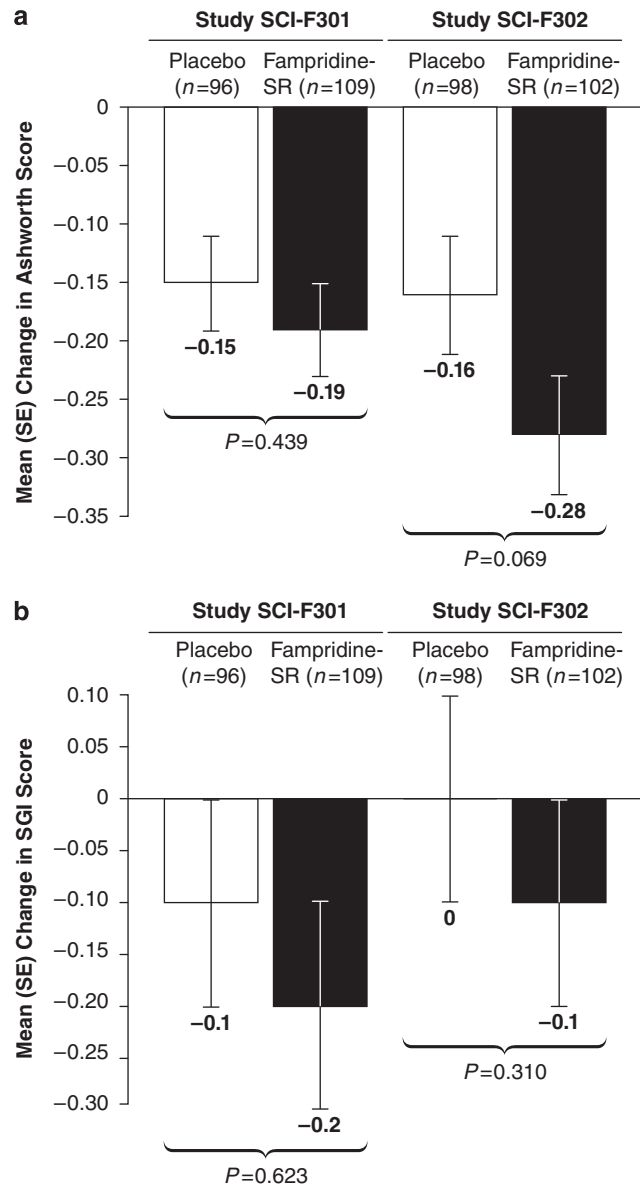 a
Study SCI-F301 Study SCI-F302
Placebo Fampridine- Placebo Fampridine-
(n=96) SR (n=109) (n=98) SR (n=102)
Mean (SE) Change in Ashworth Score
0
−0.05
−0.10
−0.15
−0.20
−0.25
−0.30
−0.35
−0.15
−0.19
−0.16
−0.28
P=0.439
P=0.069
b
Study SCI-F301 Study SCI-F302
Placebo Fampridine- Placebo Fampridine-
(n=96) SR (n=109) (n=98) SR (n=102)
Mean (SE) Change in SGI Score
0.10
0.05
0
−0.05
−0.10
−0.15
−0.20
−0.25
−0.30
−0.1
−0.2
0
−0.1
P=0.310
P=0.623